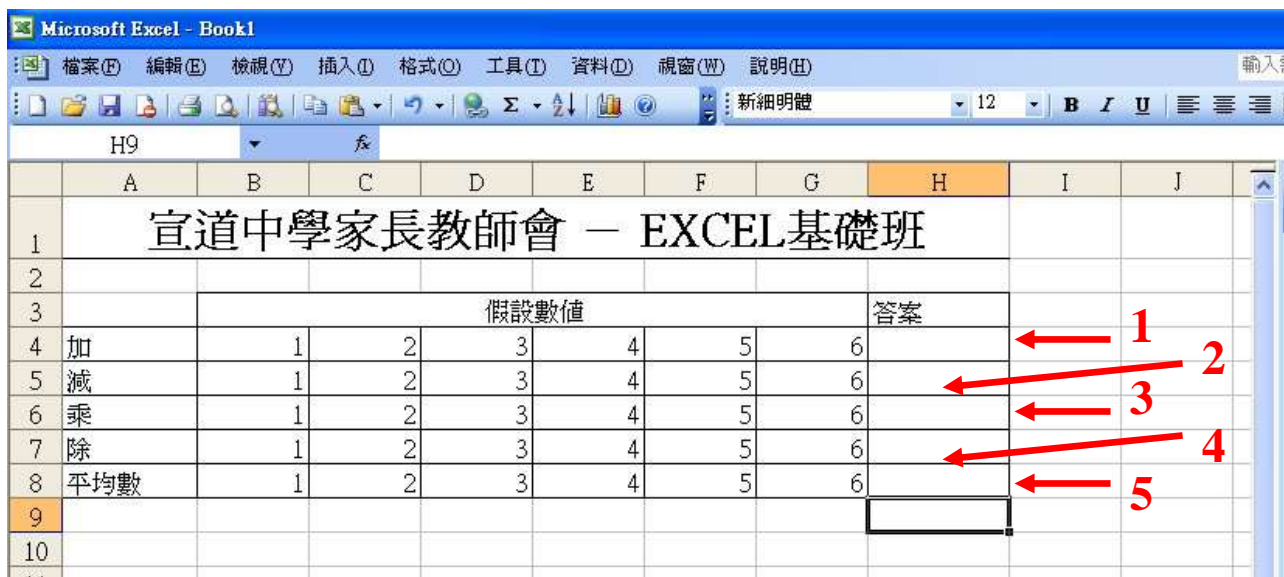 Microsoft Excel - Book1
檔案(F) 編輯(E) 檢視(V) 插入(I) 格式(O) 工具(T) 資料(D) 視窗(W) 說明(H) 輸入
新細明體 12 B I U
H9 fx
A B C D E F G H I J
1 宣道中學家長教師會 － EXCEL基礎班
2
3 假設數值 答案
4 加 1 2 3 4 5 6 1
5 減 1 2 3 4 5 6 2
6 乘 1 2 3 4 5 6 3
7 除 1 2 3 4 5 6 4
8 平均數 1 2 3 4 5 6 5
9
10